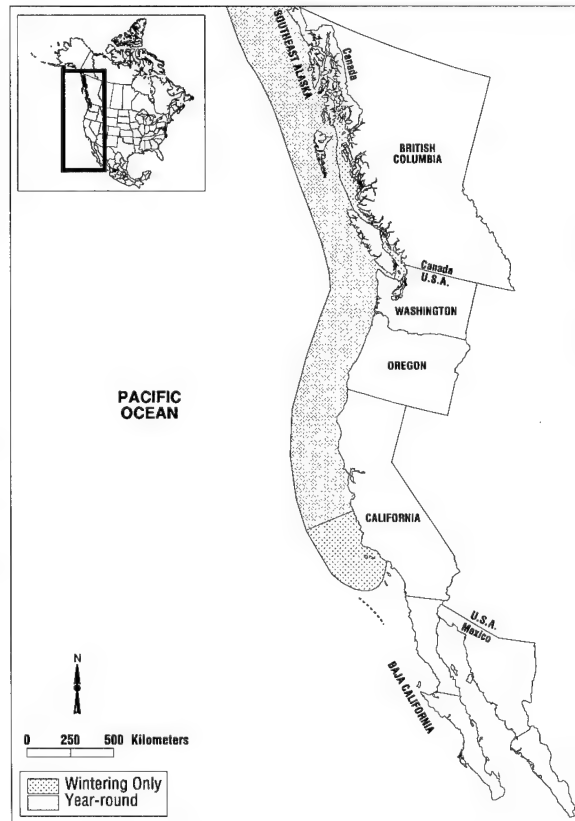 SOUTHEAST ALASKA
Canada
BRITISH
COLUMBIA
Canada
U.S.A.
WASHINGTON
OREGON
PACIFIC
OCEAN
CALIFORNIA
U.S.A.
Mexico
BAJA CALIFORNIA
N
0 250 500 Kilometers
Wintering Only
Year-round